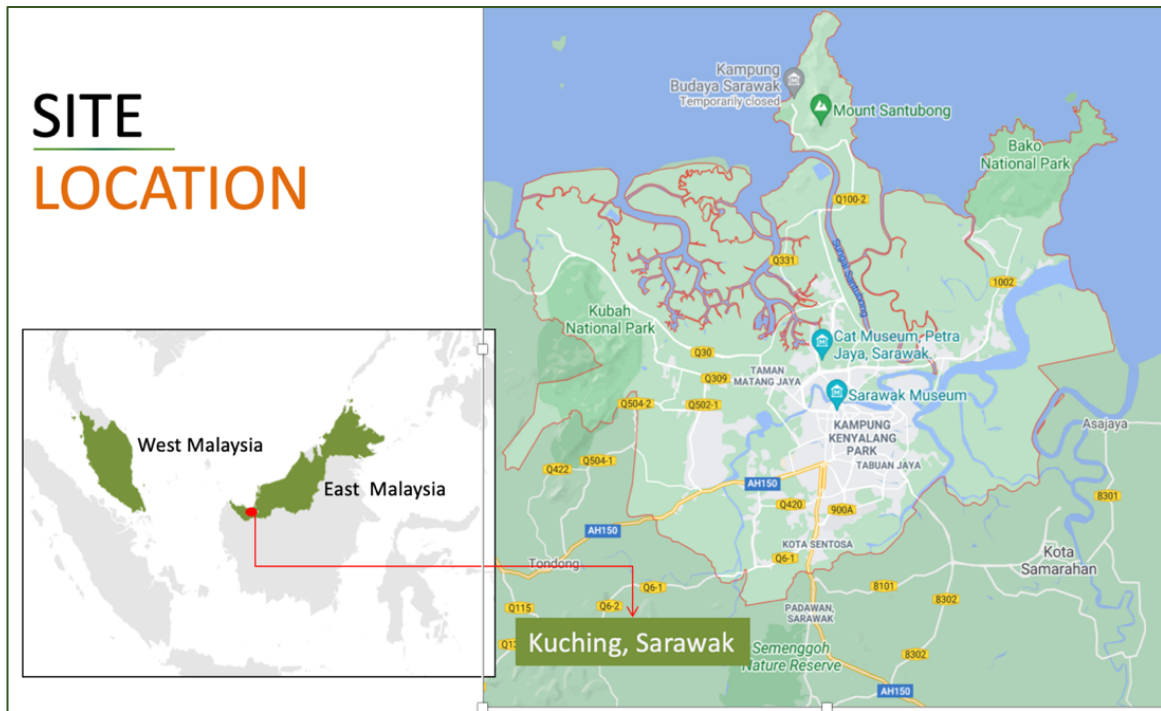 SITE
LOCATION
West Malaysia
East Malaysia
Kuching, Sarawak
Kampung
Budaya Sarawak
Temporarily closed
Mount Santubong
Bako
National Park
Q100-2
Sungai Santubong
Q331
1002
Kubah
National Park
Cat Museum, Petra
Jaya, Sarawak.
Q30
TAMAN
MATANG JAYA
Q309
Sarawak Museum
Q504-2
Q502-1
KAMPUNG
KENYALANG
PARK
Asajaya
TABUAN JAYA
Q422
Q504-1
AH150
8301
Q420
900A
AH150
KOTA SENTOSA
Kota
Samarahan
Tondong
Q6-1
Q6-1
8101
Q115
Q6-2
8302
PADAWAN,
SARAWAK
Semenggoh
Nature Reserve
8302
AH150